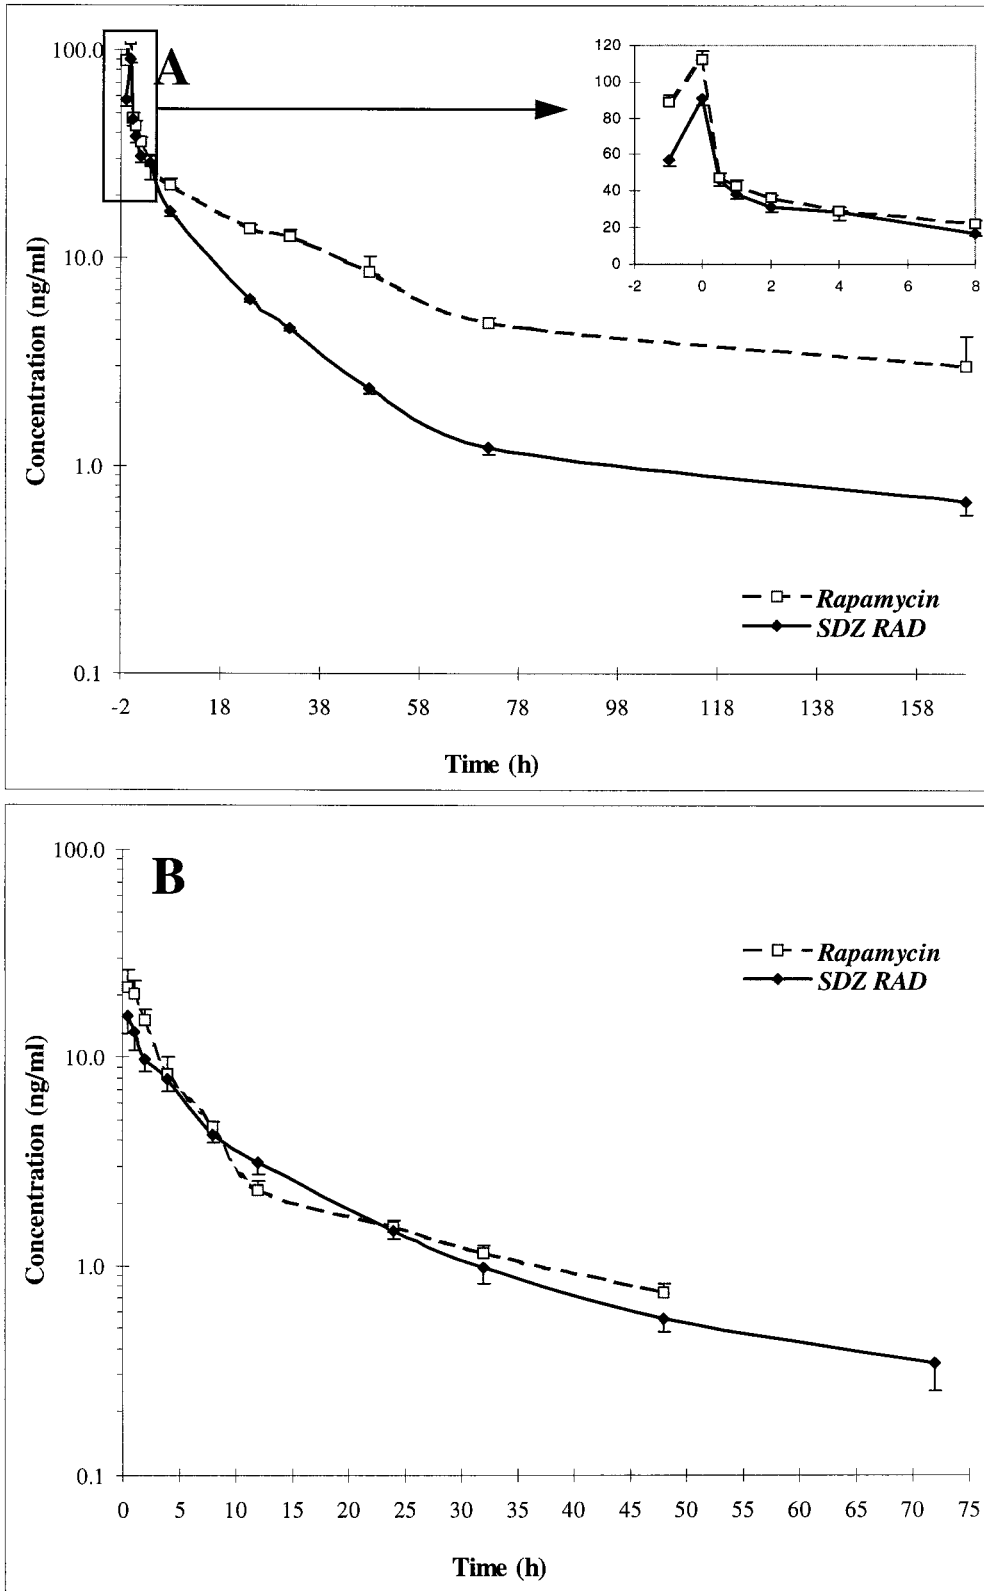 A
100.0
10.0
1.0
0.1
Concentration (ng/ml)
-2 18 38 58 78 98 118 138 158
Time (h)
120
100
80
60
40
20
0
-2 0 2 4 6 8
Rapamycin
SDZ RAD
B
100.0
10.0
1.0
0.1
Concentration (ng/ml)
0 5 10 15 20 25 30 35 40 45 50 55 60 65 70 75
Time (h)
Rapamycin
SDZ RAD